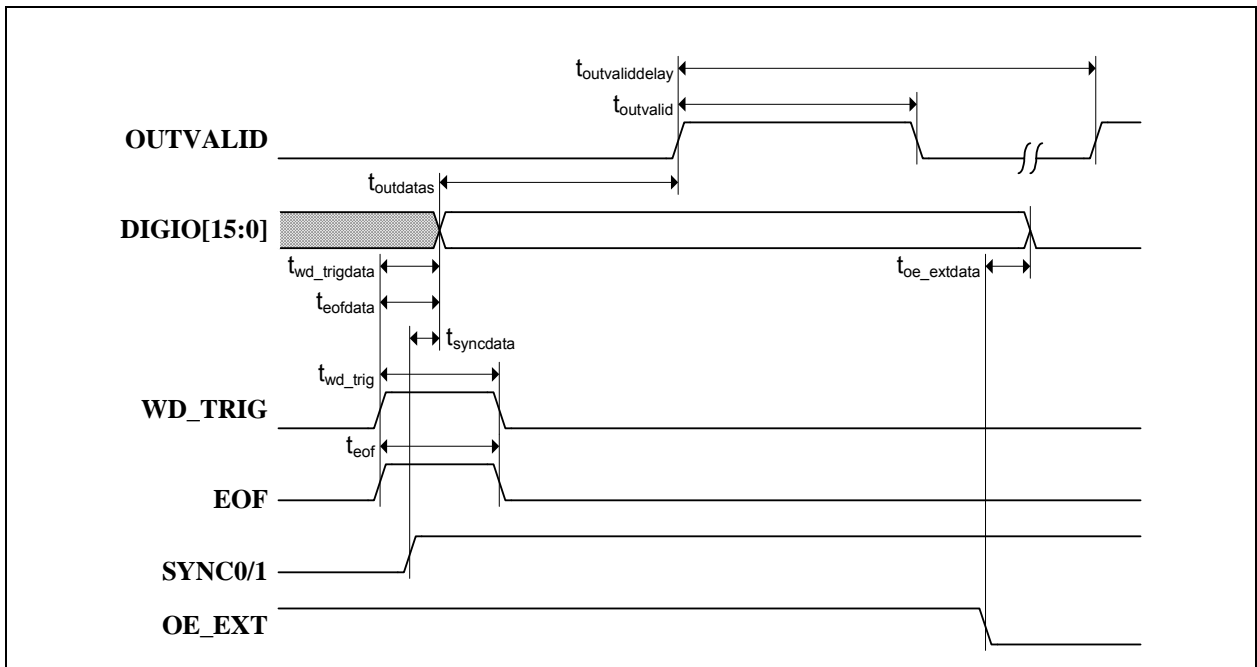 toutvaliddelay
toutvalid
OUTVALID
toutdatas
DIGIO[15:0]
twd_trigdata
toe_extdata
teofdata
tsyncdata
twd_trig
WD_TRIG
teof
EOF
SYNC0/1
OE_EXT